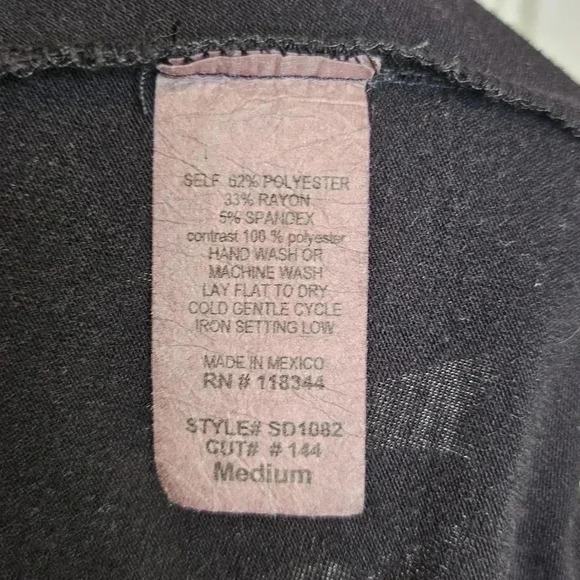 SELF 62% POLYESTER
33% RAYON
5% SPANDEX
contrast 100 % polyester
HAND WASH OR
MACHINE WASH
LAY FLAT TO DRY
COLD GENTLE CYCLE
IRON SETTING LOW
MADE IN MEXICO
RN # 118344
STYLE# SD1082
CUT# # 144
Medium